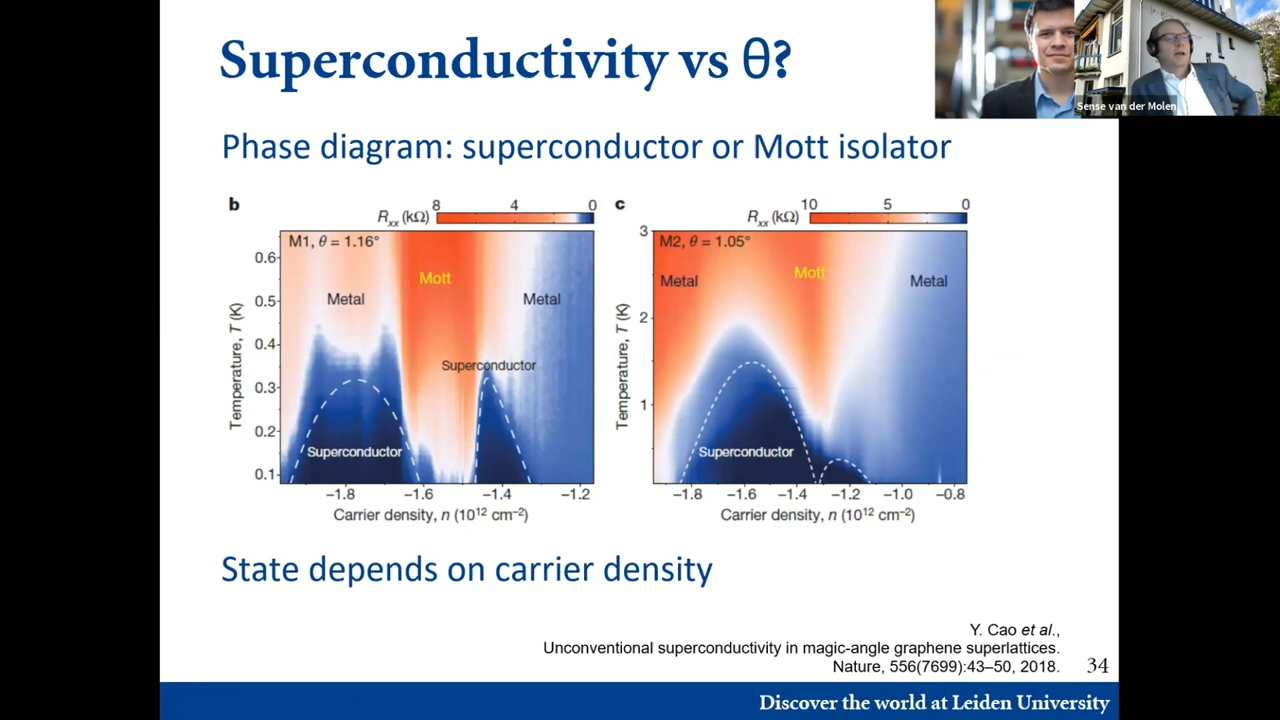 Superconductivity vs θ?
Sense van der Molen
Phase diagram: superconductor or Mott isolator
b
Rxx (kΩ)
8 4 0
M1, θ = 1.16°
Metal
Mott
Metal
Superconductor
Superconductor
Temperature, T (K)
0.6
0.5
0.4
0.3
0.2
0.1
−1.8 −1.6 −1.4 −1.2
Carrier density, n (10¹² cm⁻²)
c
Rxx (kΩ)
10 5 0
M2, θ = 1.05°
Metal
Mott
Metal
Superconductor
Temperature, T (K)
3
2
1
−1.8 −1.6 −1.4 −1.2 −1.0 −0.8
Carrier density, n (10¹² cm⁻²)
State depends on carrier density
Y. Cao et al.,
Unconventional superconductivity in magic-angle graphene superlattices.
Nature, 556(7699):43–50, 2018.
34
Discover the world at Leiden University